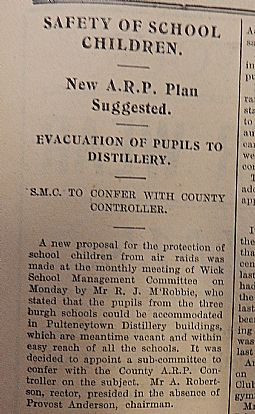 SAFETY OF SCHOOL
CHILDREN.
New A.R.P. Plan
Suggested.
EVACUATION OF PUPILS TO
DISTILLERY.
S.M.C. TO CONFER WITH COUNTY
CONTROLLER.
A new proposal for the protection of
school children from air raids was
made at the monthly meeting of Wick
School Management Committee on
Monday by Mr R. J. M'Robbie, who
stated that the pupils from the three
burgh schools could be accommodated
in Pulteneytown Distillery buildings,
which are meantime vacant and within
easy reach of all the schools. It was
decided to appoint a sub-committee to
confer with the County A.R.P. Con-
troller on the subject. Mr A. Robert-
son, rector, presided in the absence of
Provost Anderson, chairman.